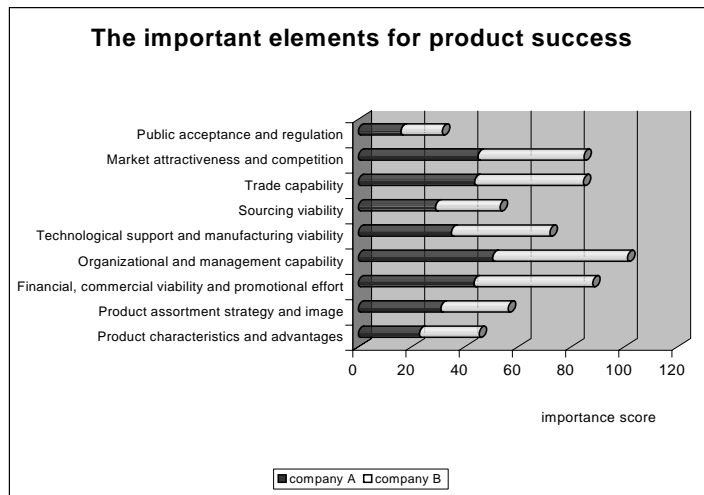 The important elements for product success
Public acceptance and regulation
Market attractiveness and competition
Trade capability
Sourcing viability
Technological support and manufacturing viability
Organizational and management capability
Financial, commercial viability and promotional effort
Product assortment strategy and image
Product characteristics and advantages
0 20 40 60 80 100 120
importance score
company A company B